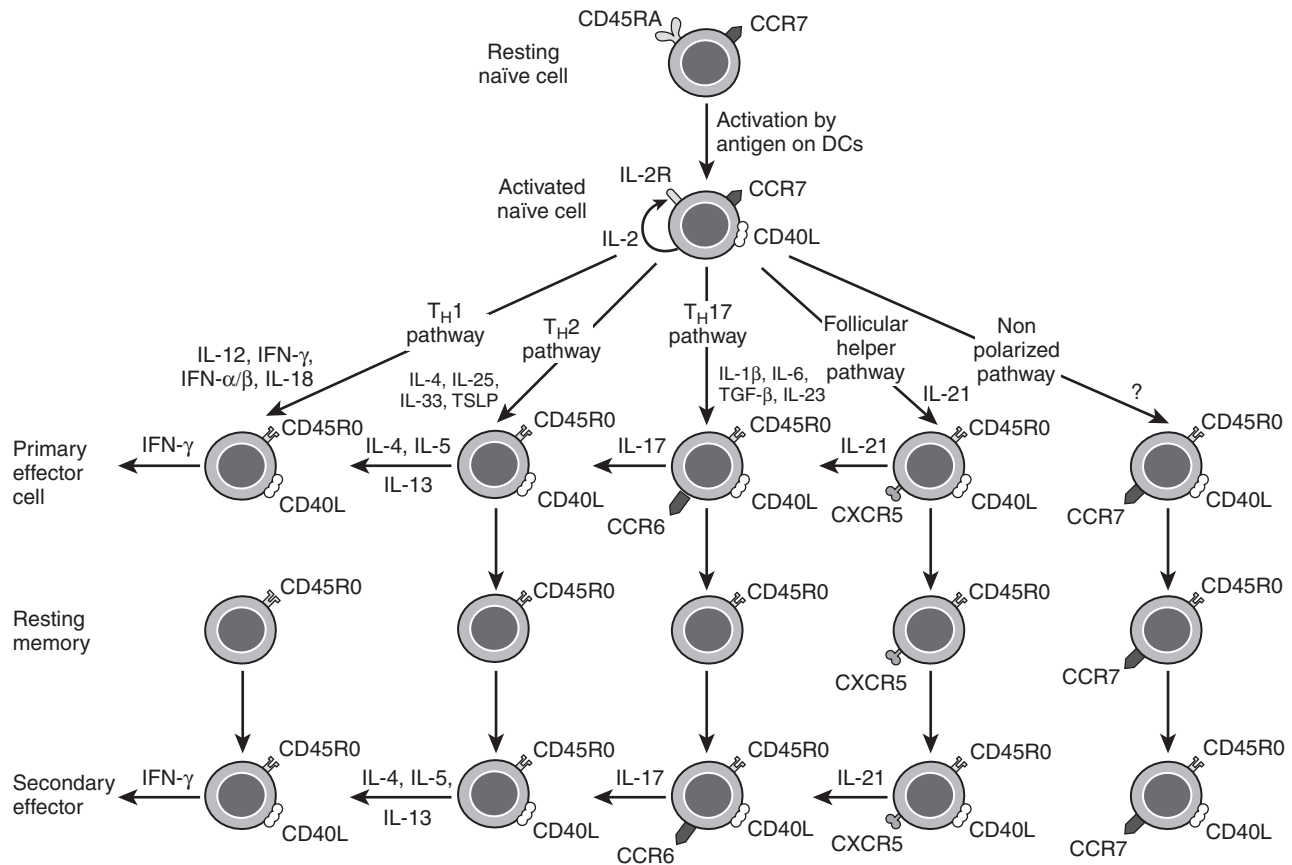 CD45RA
CCR7
Resting
naïve cell
Activation by
antigen on DCs
IL-2R
CCR7
Activated
naïve cell
IL-2
CD40L
TH1
pathway
TH2
pathway
TH17
pathway
Follicular
helper
pathway
Non
polarized
pathway
IL-12, IFN-γ,
IFN-α/β, IL-18
IL-4, IL-25,
IL-33, TSLP
IL-1β, IL-6,
TGF-β, IL-23
IL-21
?
Primary
effector
cell
IFN-γ
CD45R0
CD40L
IL-4, IL-5
IL-13
CD45R0
CD40L
IL-17
CD45R0
CD40L
CCR6
IL-21
CD45R0
CD40L
CXCR5
CD45R0
CD40L
CCR7
Resting
memory
CD45R0
CD45R0
CD45R0
CD45R0
CXCR5
CD45R0
CCR7
Secondary
effector
IFN-γ
CD45R0
CD40L
IL-4, IL-5,
IL-13
CD45R0
CD40L
IL-17
CD45R0
CD40L
CCR6
IL-21
CD45R0
CD40L
CXCR5
CD45R0
CD40L
CCR7